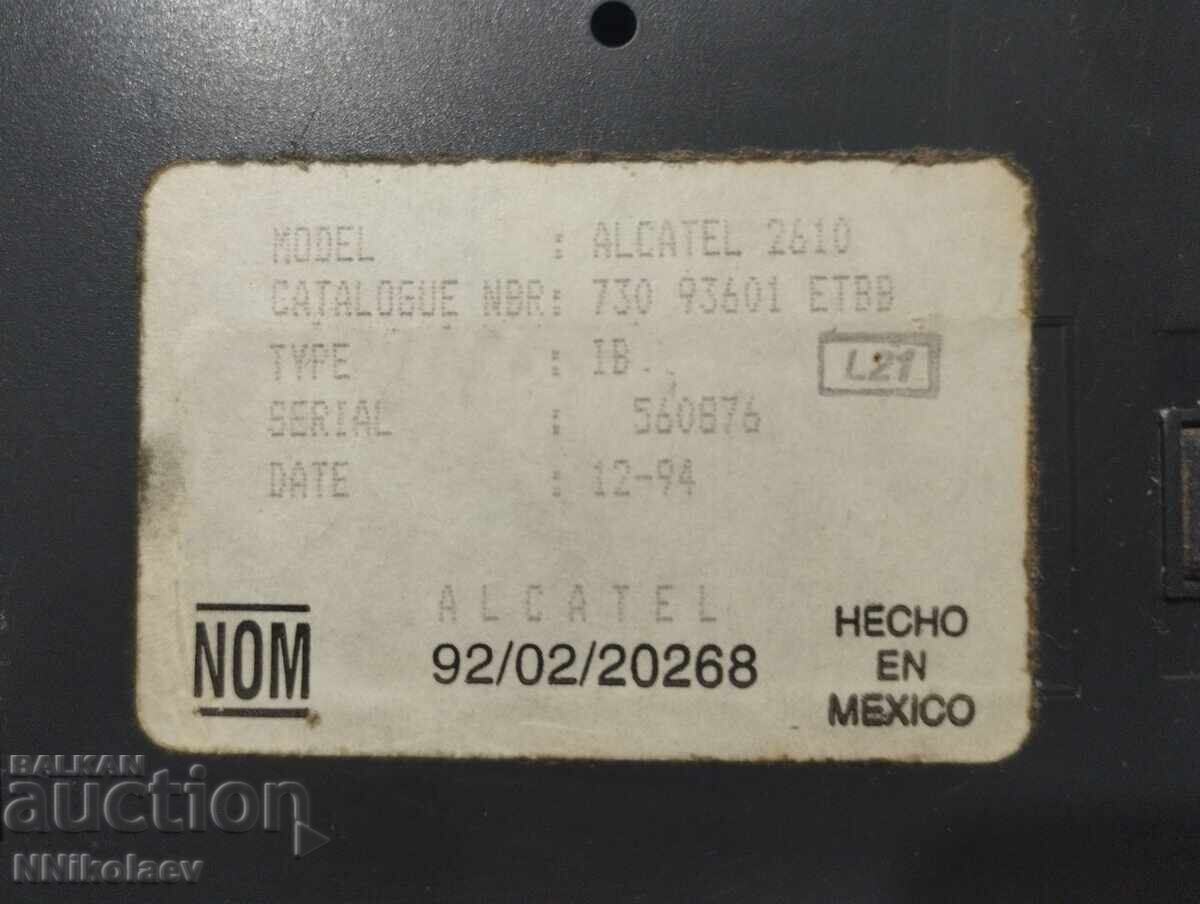 MODEL : ALCATEL 2610
CATALOGUE NBR: 730 93601 ETBB
TYPE : IB..
L21
SERIAL : 560876
DATE : 12-94
ALCATEL
NOM
92/02/20268
HECHO
EN
MEXICO
BALKAN
auction
NNikolaev